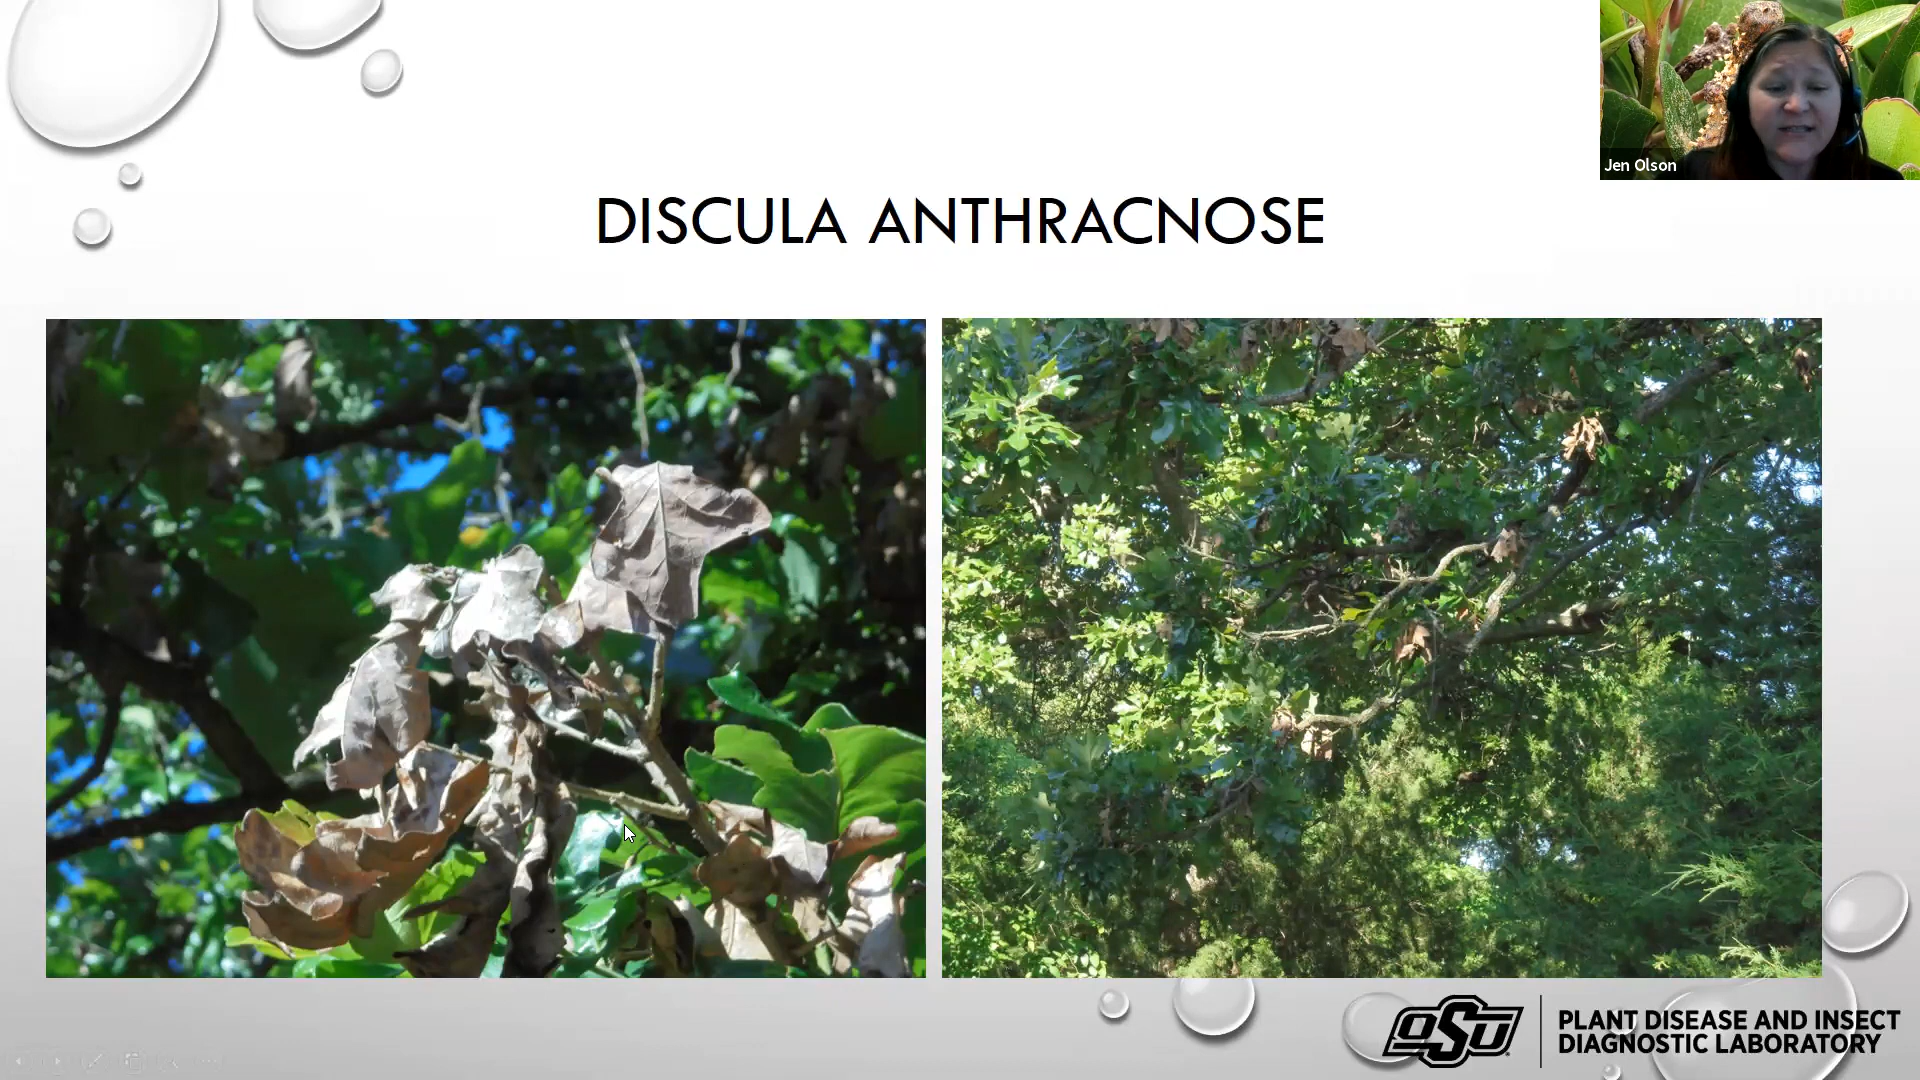 Jen Olson
DISCULA ANTHRACNOSE
OSU
PLANT DISEASE AND INSECT
DIAGNOSTIC LABORATORY